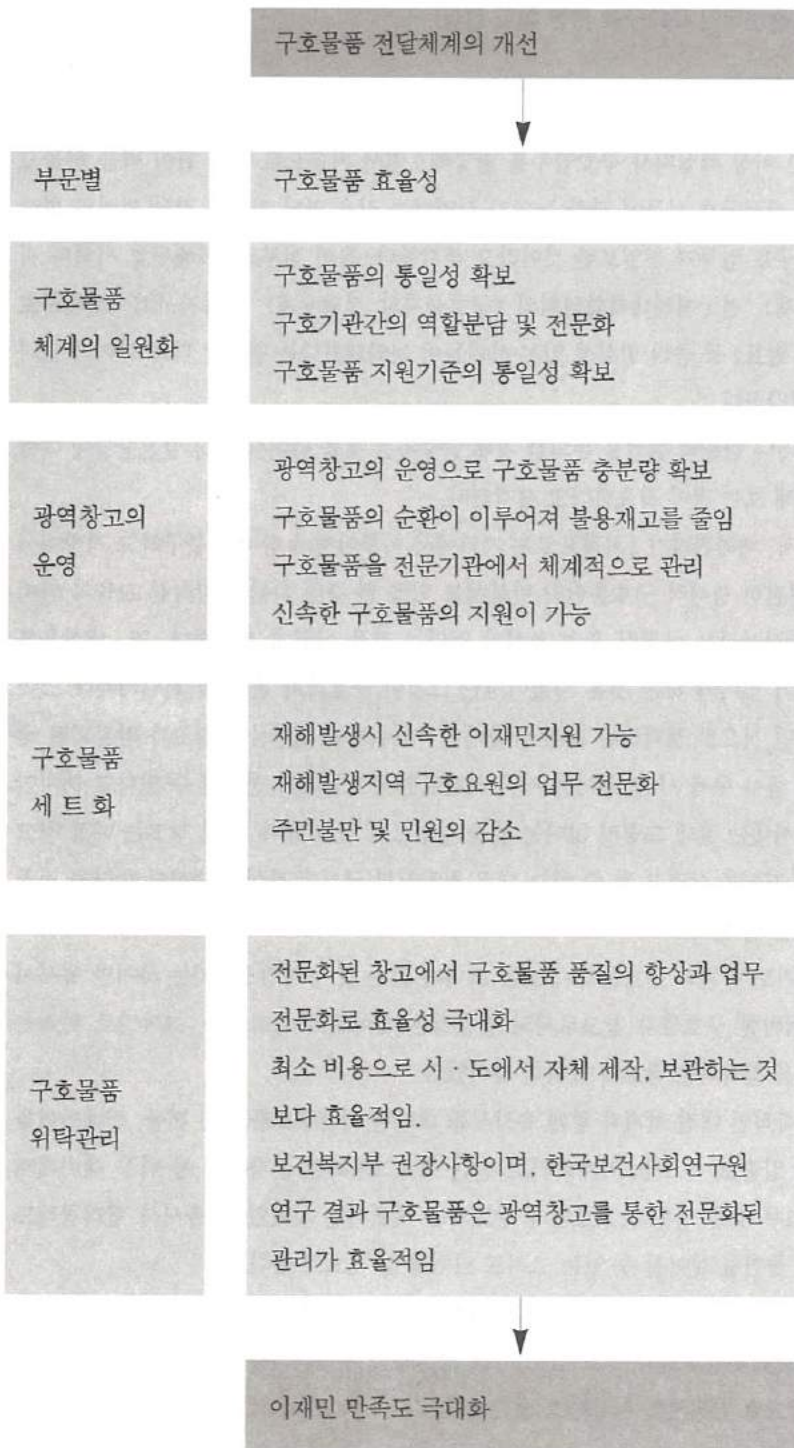 구호물품 전달체계의 개선
부문별
구호물품 효율성
구호물품
체계의 일원화
구호물품의 통일성 확보
구호기관간의 역할분담 및 전문화
구호물품 지원기준의 통일성 확보
광역창고의
운영
광역창고의 운영으로 구호물품 충분량 확보
구호물품의 순환이 이루어져 불용재고를 줄임
구호물품을 전문기관에서 체계적으로 관리
신속한 구호물품의 지원이 가능
구호물품
세 트 화
재해발생시 신속한 이재민지원 가능
재해발생지역 구호요원의 업무 전문화
주민불만 및 민원의 감소
구호물품
위탁관리
전문화된 창고에서 구호물품 품질의 향상과 업무
전문화로 효율성 극대화
최소 비용으로 시 · 도에서 자체 제작, 보관하는 것
보다 효율적임.
보건복지부 권장사항이며, 한국보건사회연구원
연구 결과 구호물품은 광역창고를 통한 전문화된
관리가 효율적임
이재민 만족도 극대화